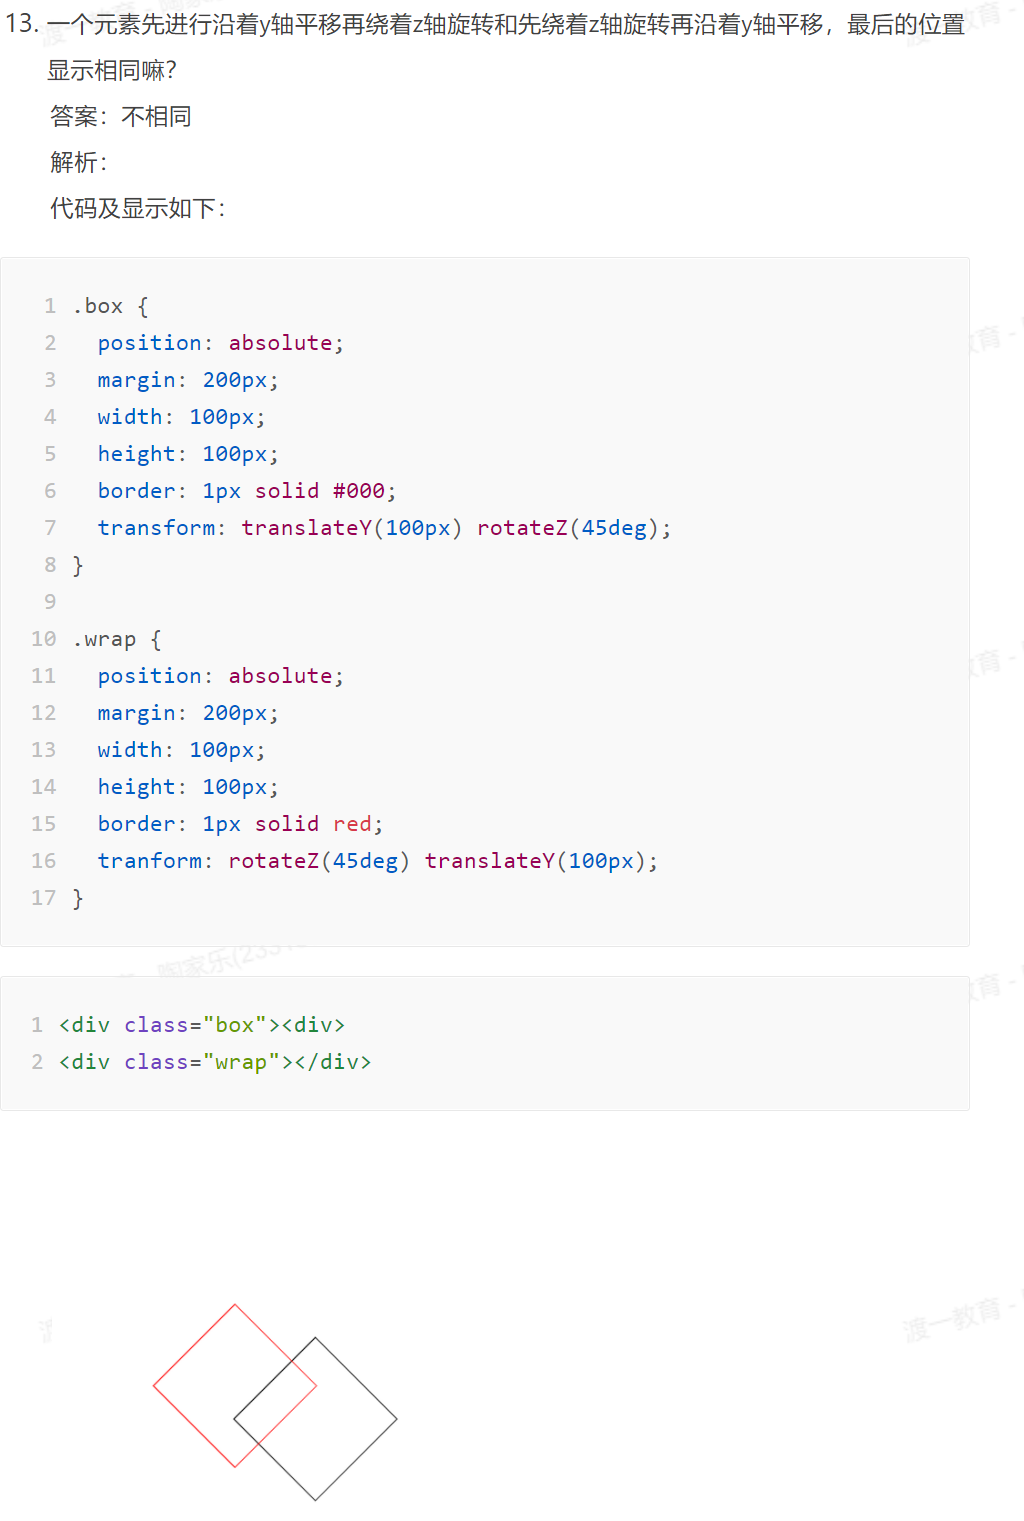 13. 一个元素先进行沿着y轴平移再绕着z轴旋转和先绕着z轴旋转再沿着y轴平移，最后的位置
显示相同嘛？
答案：不相同
解析：
代码及显示如下：
1 .box {
2 position: absolute;
3 margin: 200px;
4 width: 100px;
5 height: 100px;
6 border: 1px solid #000;
7 transform: translateY(100px) rotateZ(45deg);
8 }
9
10 .wrap {
11 position: absolute;
12 margin: 200px;
13 width: 100px;
14 height: 100px;
15 border: 1px solid red;
16 tranform: rotateZ(45deg) translateY(100px);
17 }
1 <div class="box"><div>
2 <div class="wrap"></div>
渡一教育 -